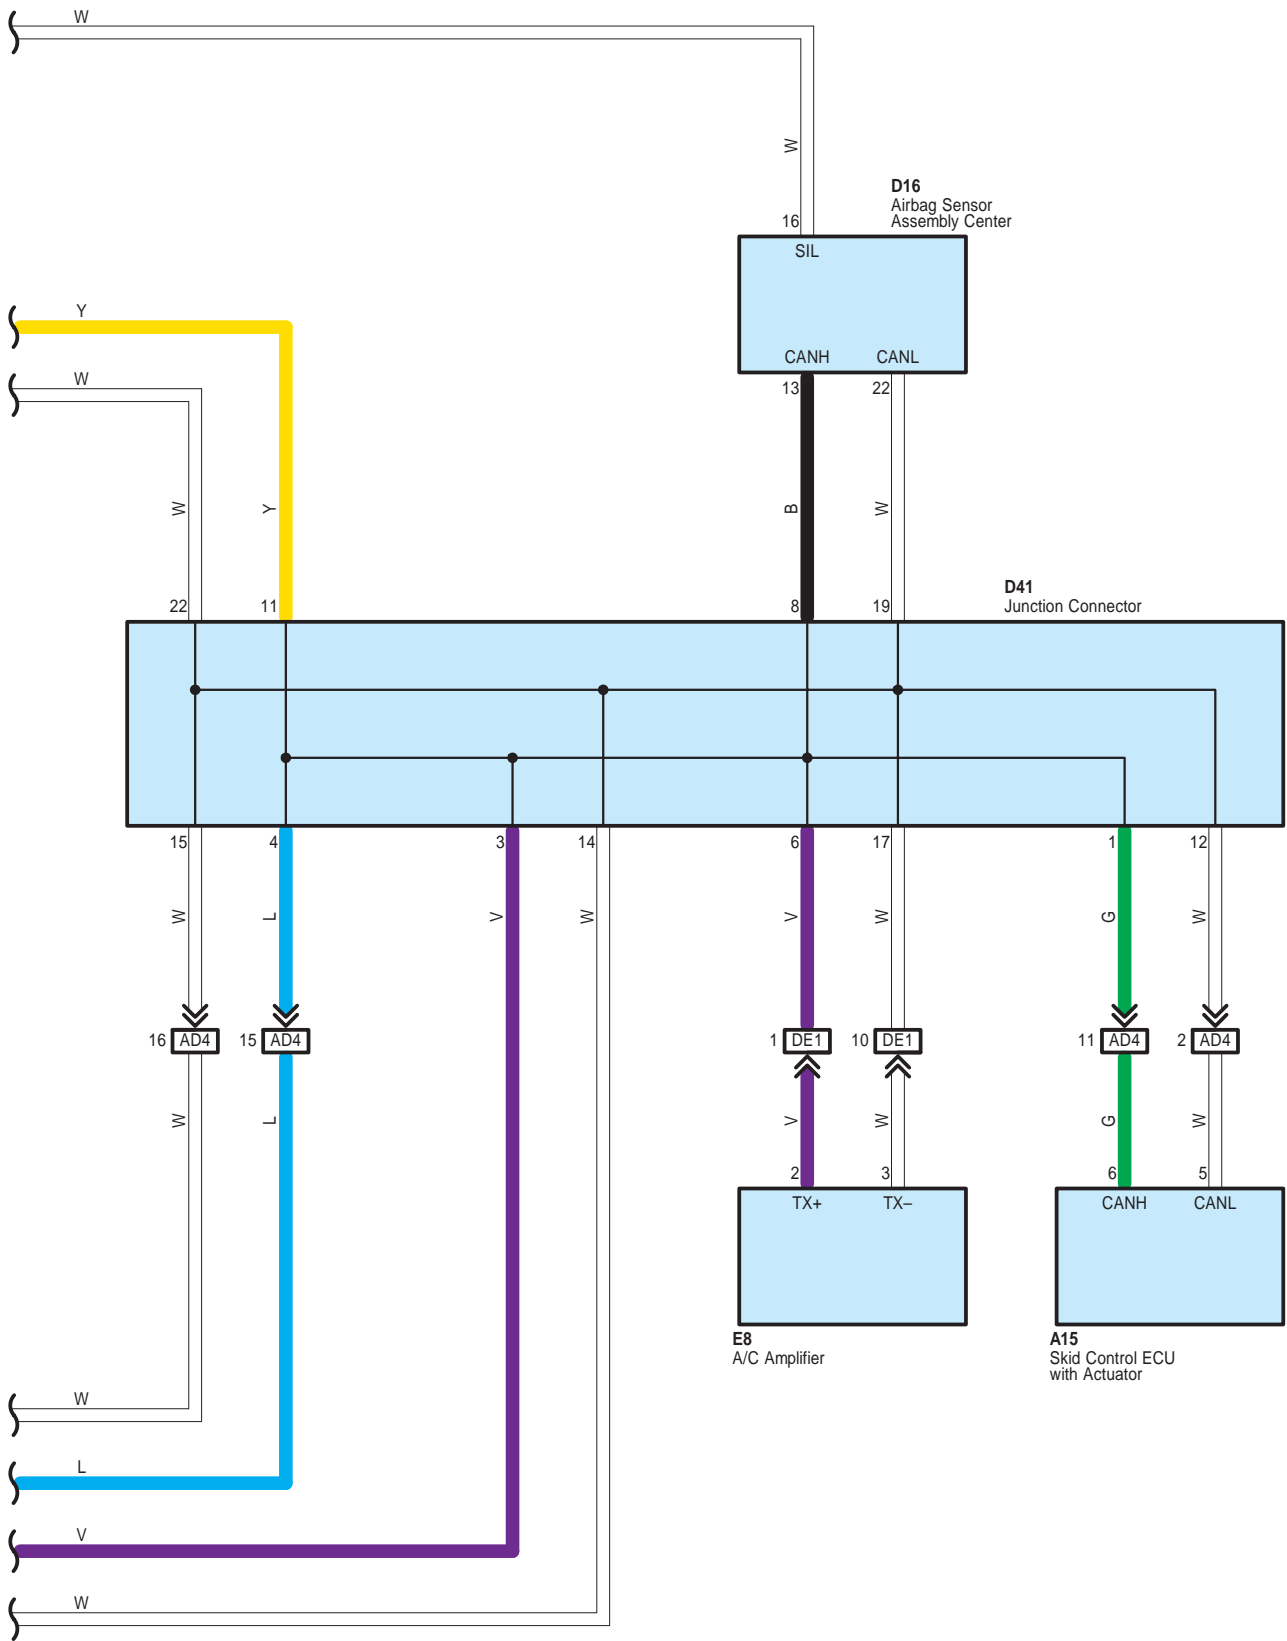 W
W
D16
Airbag Sensor
Assembly Center
16
SIL
Y
CANH CANL
W
13 22
W Y B W
D41
Junction Connector
22 11 8 19
15 4 3 14 6 17 1 12
W L V W V W G W
16 AD4 15 AD4 1 DE1 10 DE1 11 AD4 2 AD4
W L V W G W
2 3 6 5
TX+ TX– CANH CANL
E8
A/C Amplifier
A15
Skid Control ECU
with Actuator
W
L
V
W